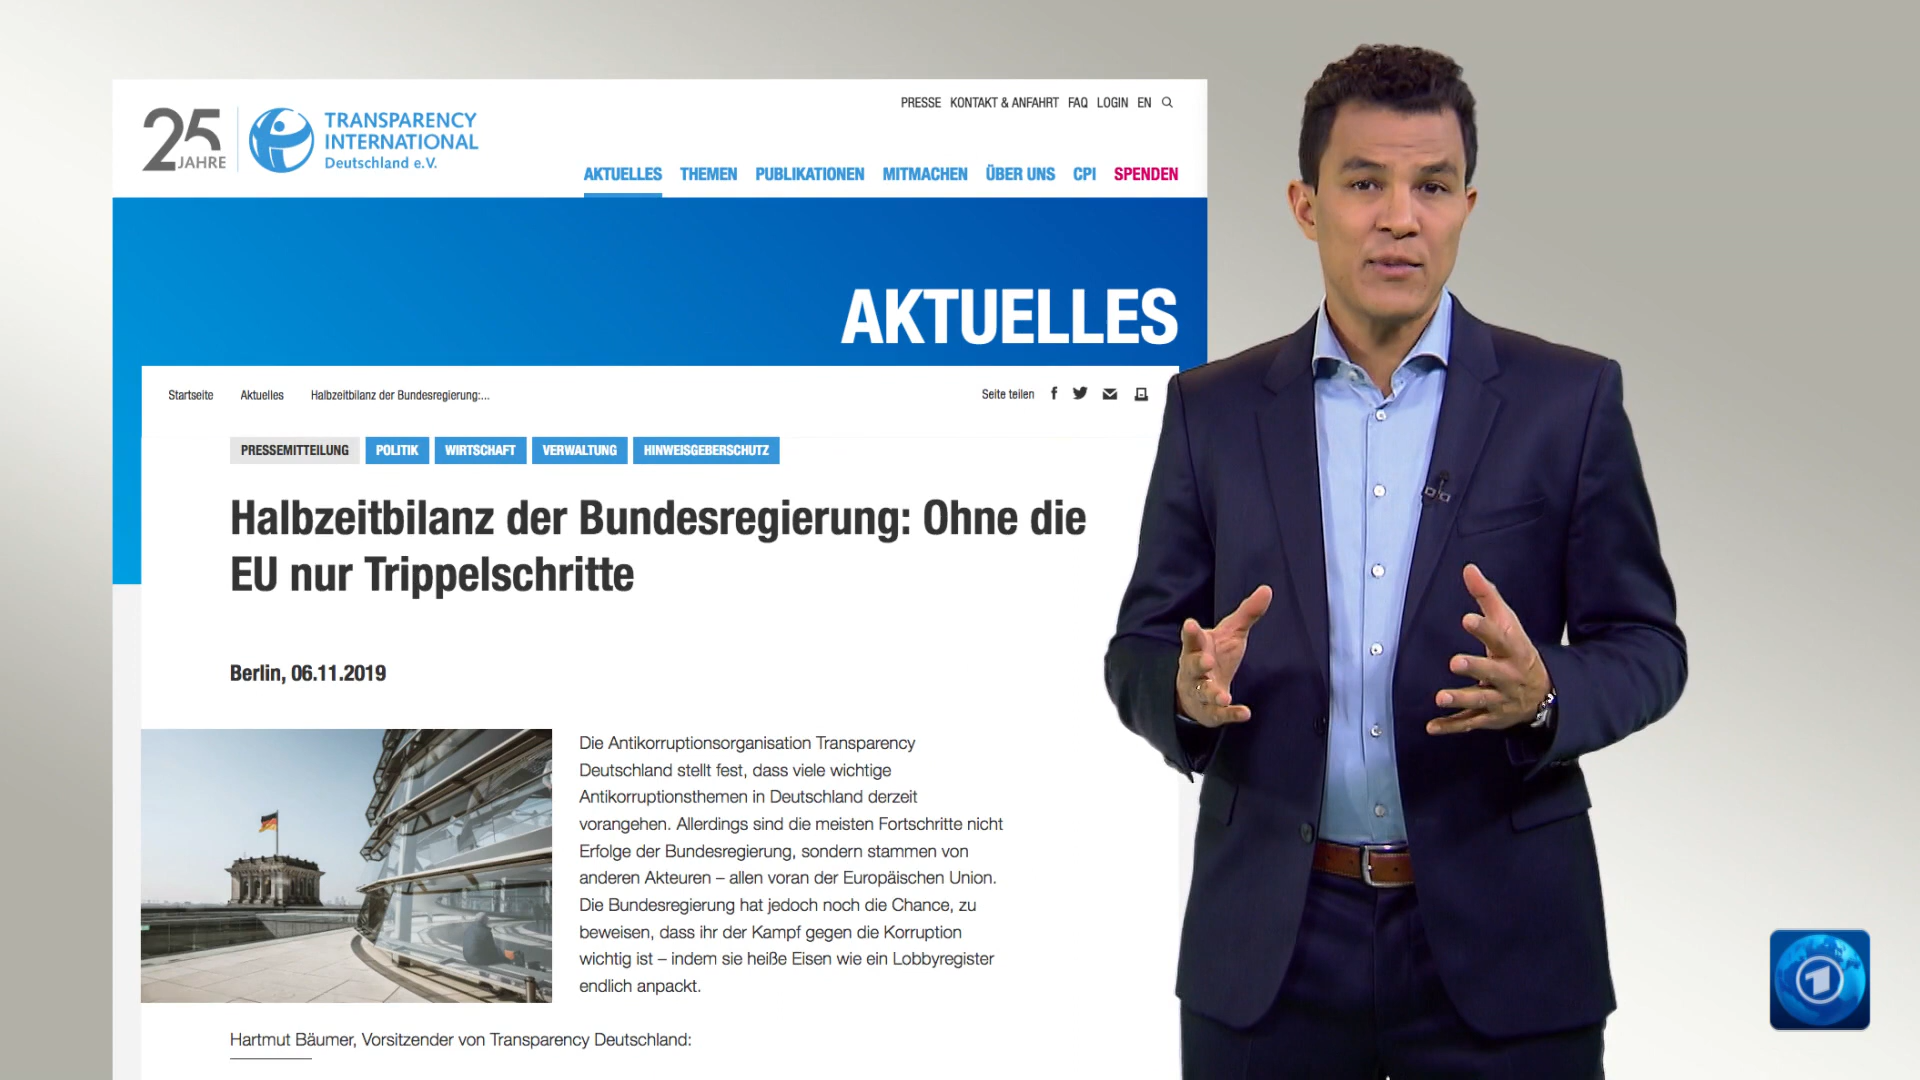 25 JAHRE
TRANSPARENCY
INTERNATIONAL
Deutschland e.V.
PRESSE KONTAKT & ANFAHRT FAQ LOGIN EN
AKTUELLES THEMEN PUBLIKATIONEN MITMACHEN ÜBER UNS CPI SPENDEN
AKTUELLES
Startseite Aktuelles Halbzeitbilanz der Bundesregierung:...
Seite teilen
PRESSEMITTEILUNG POLITIK WIRTSCHAFT VERWALTUNG HINWEISGEBERSCHUTZ
Halbzeitbilanz der Bundesregierung: Ohne die
EU nur Trippelschritte
Berlin, 06.11.2019
Die Antikorruptionsorganisation Transparency
Deutschland stellt fest, dass viele wichtige
Antikorruptionsthemen in Deutschland derzeit
vorangehen. Allerdings sind die meisten Fortschritte nicht
Erfolge der Bundesregierung, sondern stammen von
anderen Akteuren – allen voran der Europäischen Union.
Die Bundesregierung hat jedoch noch die Chance, zu
beweisen, dass ihr der Kampf gegen die Korruption
wichtig ist – indem sie heiße Eisen wie ein Lobbyregister
endlich anpackt.
Hartmut Bäumer, Vorsitzender von Transparency Deutschland:
1